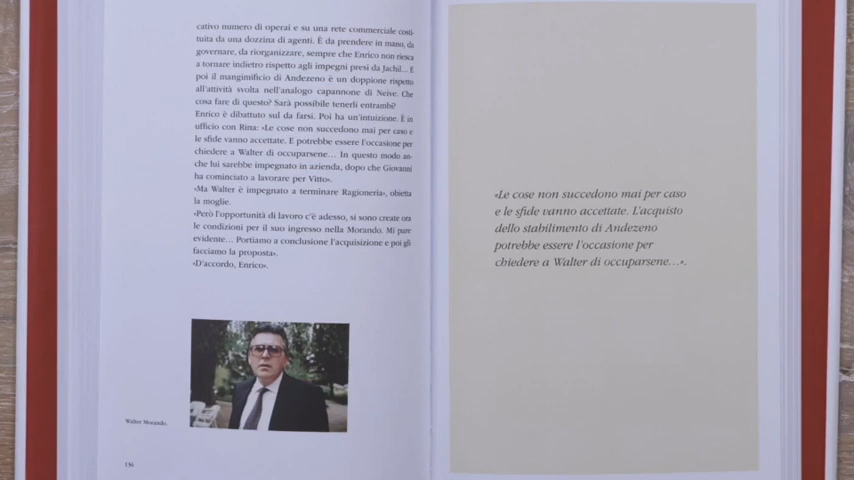 cativo numero di operai e su una rete commerciale costi-
tuita da una dozzina di agenti. È da prendere in mano, da
governare, da riorganizzare, sempre che Enrico non riesca
a tornare indietro rispetto agli impegni presi da Jachil... E
poi il mangimificio di Andezeno è un doppione rispetto
all'attività svolta nell'analogo capannone di Neive. Che
cosa fare di questo? Sarà possibile tenerli entrambi?
Enrico è dibattuto sul da farsi. Poi ha un'intuizione. È in
ufficio con Rina: «Le cose non succedono mai per caso e
le sfide vanno accettate. E potrebbe essere l'occasione per
chiedere a Walter di occuparsene... In questo modo an-
che lui sarebbe impegnato in azienda, dopo che Giovanni
ha cominciato a lavorare per Vitto».
«Ma Walter è impegnato a terminare Ragioneria», obietta
la moglie.
«Però l'opportunità di lavoro c'è adesso, si sono create ora
le condizioni per il suo ingresso nella Morando. Mi pare
evidente... Portiamo a conclusione l'acquisizione e poi gli
facciamo la proposta».
«D'accordo, Enrico».
Walter Morando.
136
«Le cose non succedono mai per caso
e le sfide vanno accettate. L'acquisto
dello stabilimento di Andezeno
potrebbe essere l'occasione per
chiedere a Walter di occuparsene...».